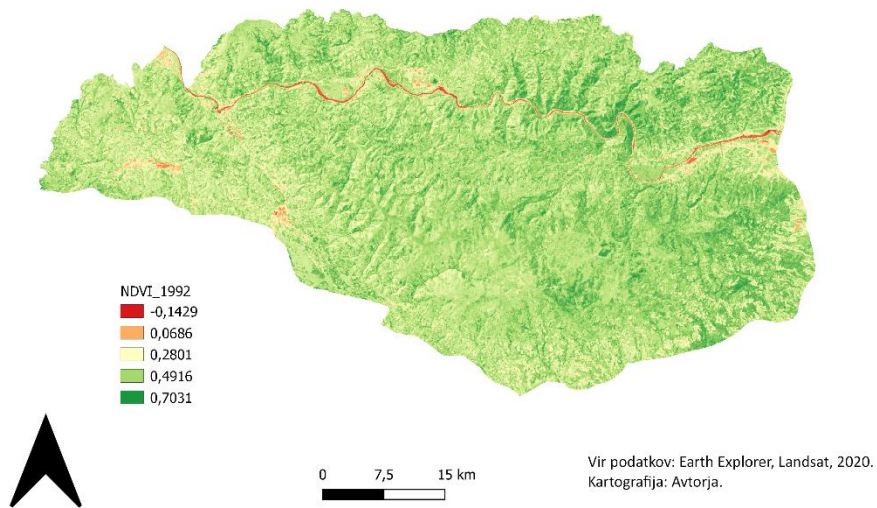 NDVI_1992
-0,1429
0,0686
0,2801
0,4916
0,7031
0 7,5 15 km
Vir podatkov: Earth Explorer, Landsat, 2020.
Kartografija: Avtorja.